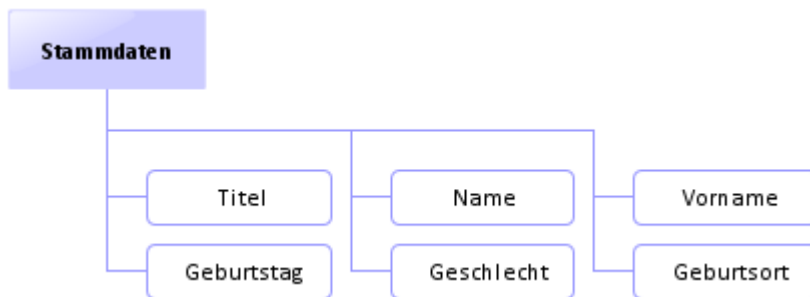 Stammdaten
Titel
Name
Vorname
Geburtstag
Geschlecht
Geburtsort